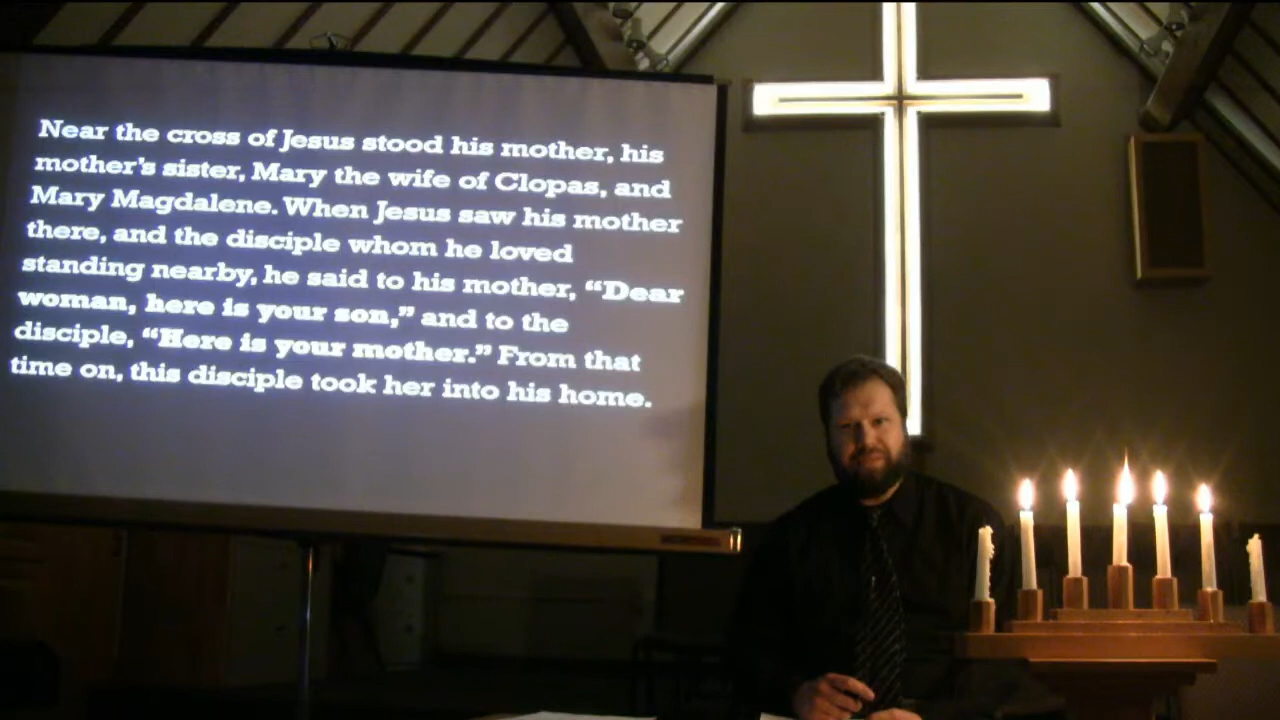 Near the cross of Jesus stood his mother, his
mother's sister, Mary the wife of Clopas, and
Mary Magdalene. When Jesus saw his mother
there, and the disciple whom he loved
standing nearby, he said to his mother, “Dear
woman, here is your son,” and to the
disciple, “Here is your mother.” From that
time on, this disciple took her into his home.